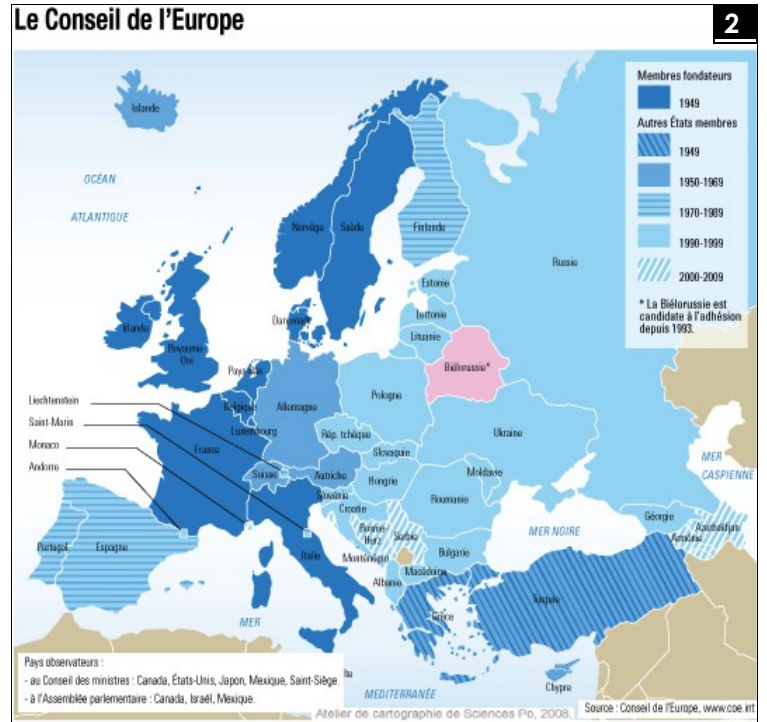 Le Conseil de l'Europe
2
Membres fondateurs
1949
Autres États membres
1949
1950-1969
1970-1989
1990-1999
2000-2009
* La Biélorussie est
candidate à l'adhésion
depuis 1993.
Islande
OCÉAN
ATLANTIQUE
Norvège
Suède
Finlande
Russie
Estonie
Lettonie
Lituanie
Danemark
Irlande
Royaume-
Uni
Pays-Bas
Biélorussie*
Liechtenstein
Saint-Marin
Monaco
Andorre
Belgique
Luxembourg
Allemagne
Pologne
Rép. tchèque
Ukraine
Slovaquie
France
Suisse
Autriche
Hongrie
Moldavie
MER
CASPIENNE
Slovénie
Croatie
Roumanie
Bosnie-
Herz.
Serbie
MER NOIRE
Géorgie
Azerbaïdjan
Arménie
Portugal
Espagne
Italie
Monténégro
Bulgarie
Macédoine
Albanie
Turquie
Grèce
MER
MEDITERRANÉE
Chypre
Pays observateurs :
- au Conseil des ministres : Canada, États-Unis, Japon, Mexique, Saint-Siège.
- à l'Assemblée parlementaire : Canada, Israël, Mexique.
Atelier de cartographie de Sciences Po, 2008,
Source : Conseil de l'Europe, www.coe.int